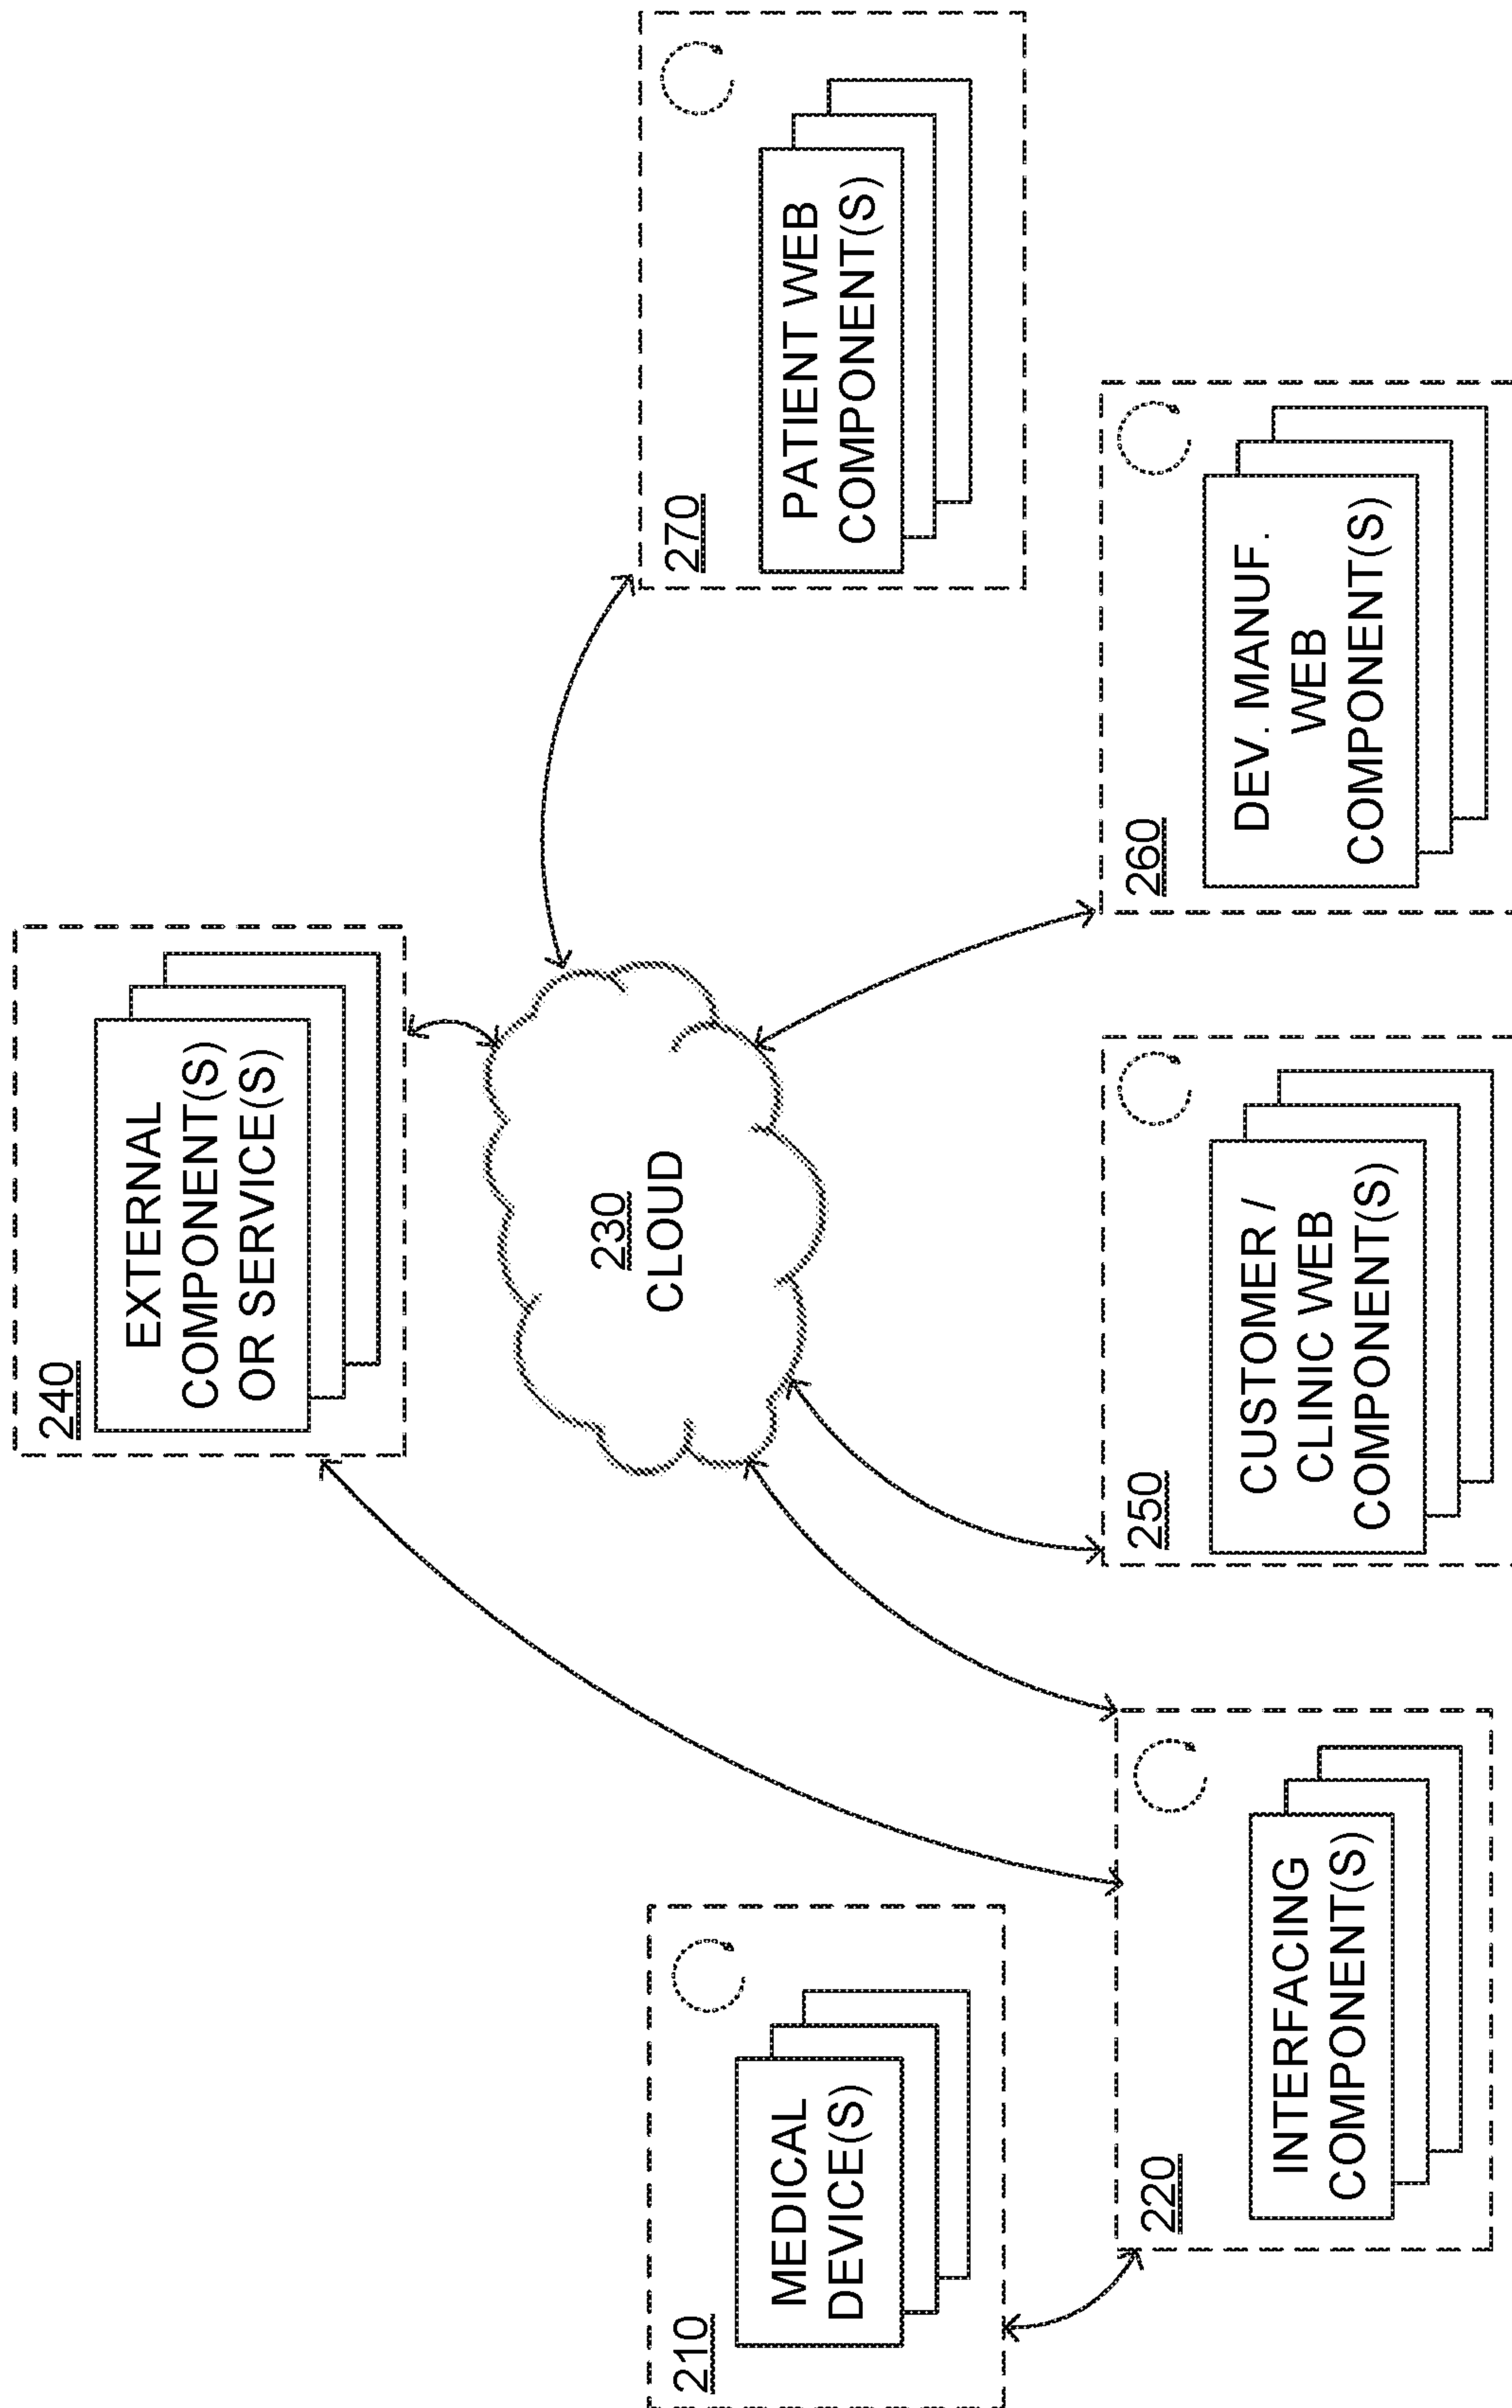 240
EXTERNAL
COMPONENT(S)
OR SERVICE(S)
210
MEDICAL
DEVICE(S)
230
CLOUD
270
PATIENT WEB
COMPONENT(S)
220
INTERFACING
COMPONENT(S)
250
CUSTOMER /
CLINIC WEB
COMPONENT(S)
260
DEV. MANUF.
WEB
COMPONENT(S)